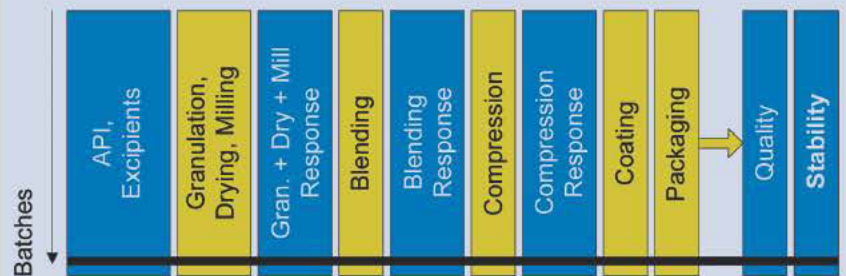 Batches
API,
Excipients
Granulation,
Drying, Milling
Gran. + Dry + Mill
Response
Blending
Blending
Response
Compression
Compression
Response
Coating
Packaging
Quality
Stability